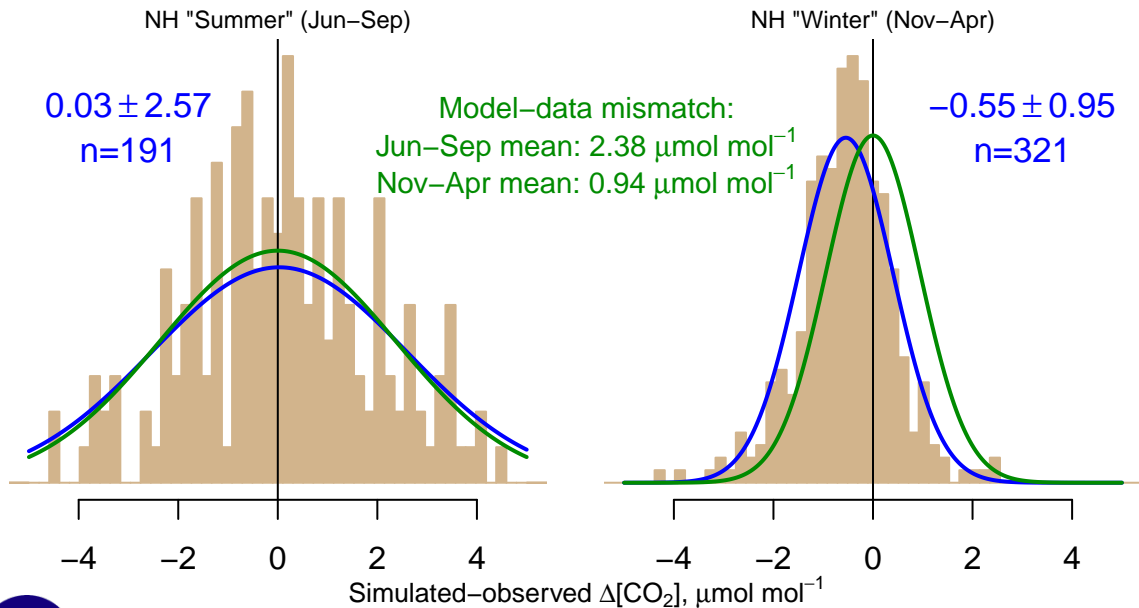 NH "Summer" (Jun−Sep)
NH "Winter" (Nov−Apr)
0.03 ± 2.57
n=191
Model−data mismatch:
Jun−Sep mean: 2.38 μmol mol⁻¹
Nov−Apr mean: 0.94 μmol mol⁻¹
−0.55 ± 0.95
n=321
−4 −2 0 2 4
−4 −2 0 2 4
Simulated−observed Δ[CO₂], μmol mol⁻¹